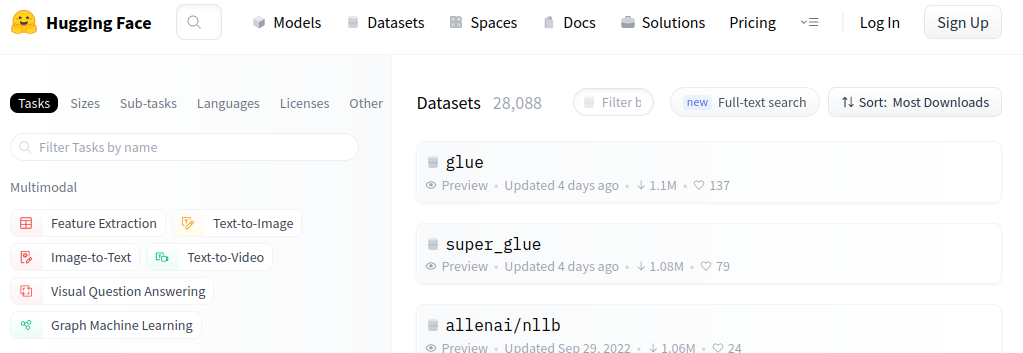 Hugging Face Models Datasets Spaces Docs Solutions Pricing Log In Sign Up
Tasks Sizes Sub-tasks Languages Licenses Other
Filter Tasks by name
Multimodal
Feature Extraction Text-to-Image
Image-to-Text Text-to-Video
Visual Question Answering
Graph Machine Learning
Datasets 28,088 Filter b new Full-text search Sort: Most Downloads
glue
Preview • Updated 4 days ago • 1.1M • 137
super_glue
Preview • Updated 4 days ago • 1.08M • 79
allenai/nllb
Preview • Updated Sep 29, 2022 • 1.06M • 24